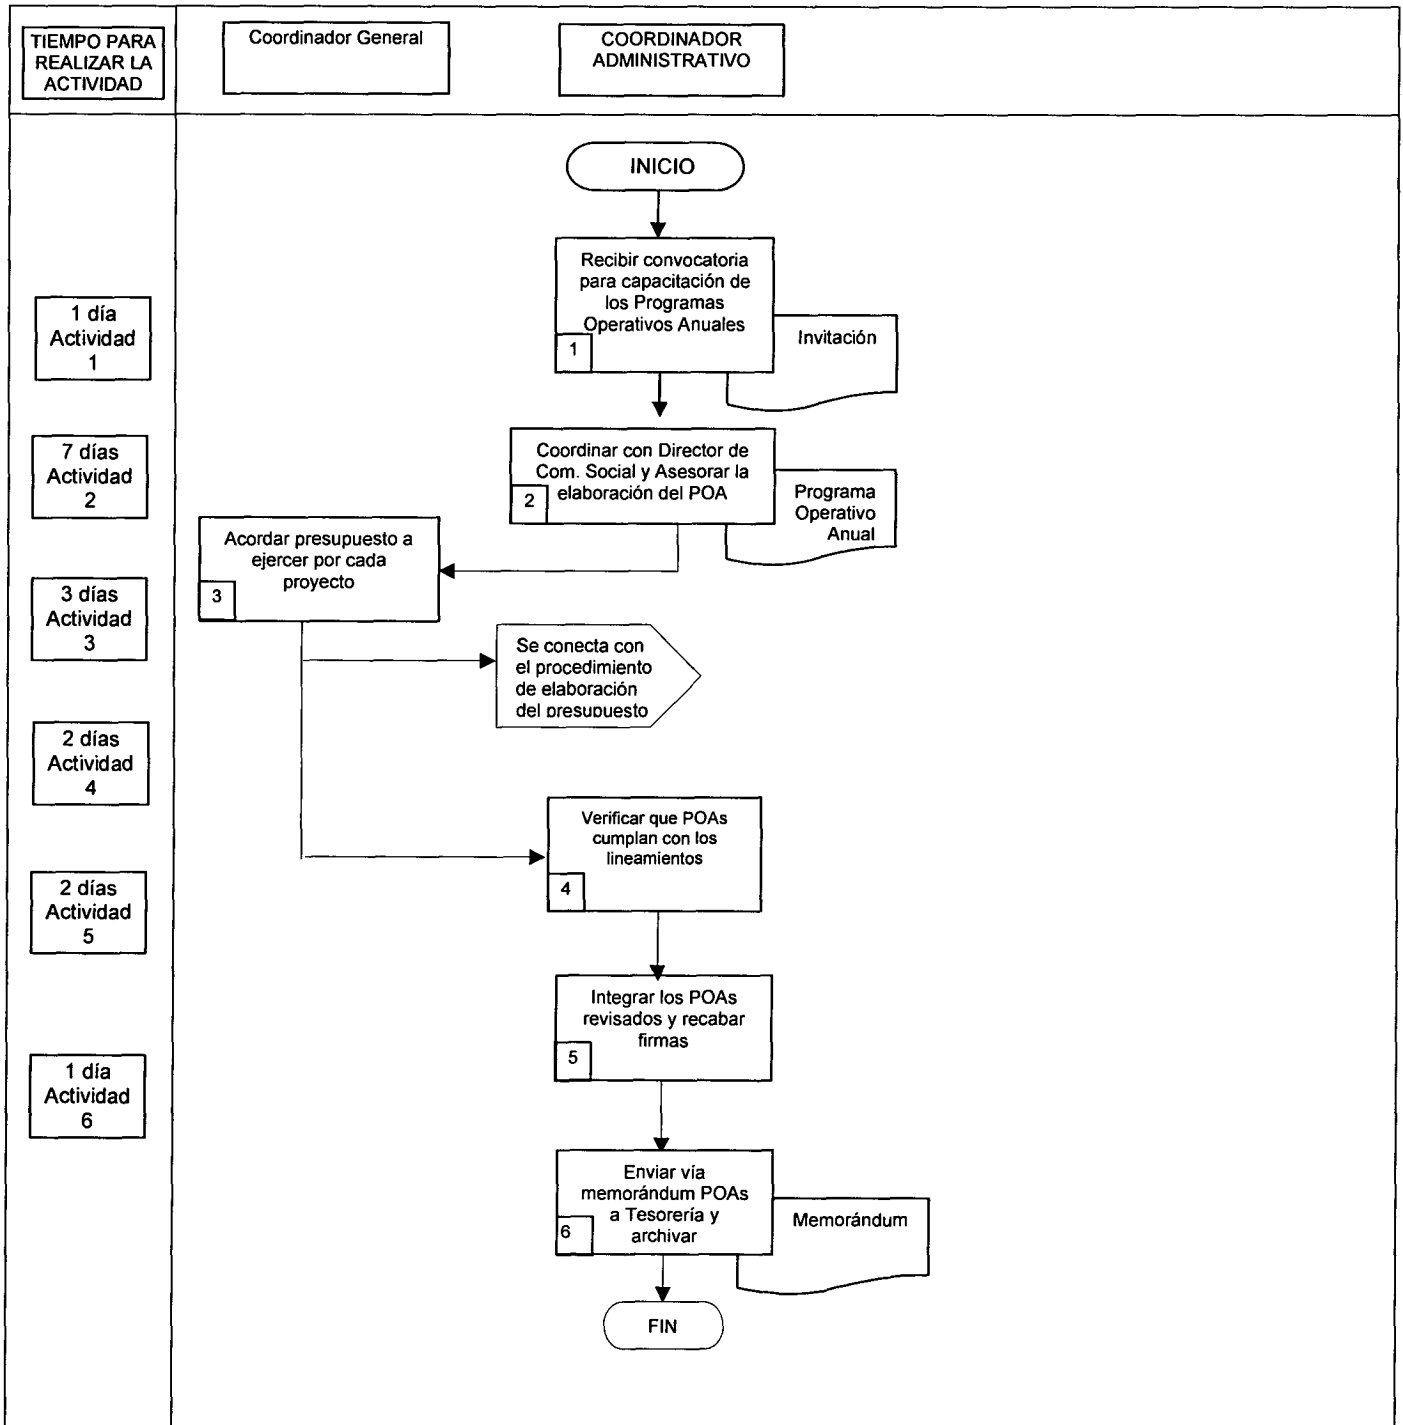 TIEMPO PARA
REALIZAR LA
ACTIVIDAD
Coordinador General
COORDINADOR
ADMINISTRATIVO
INICIO
Recibir convocatoria
para capacitación de
los Programas
Operativos Anuales
1
Invitación
1 día
Actividad
1
Coordinar con Director de
Com. Social y Asesorar la
elaboración del POA
2
Programa
Operativo
Anual
7 días
Actividad
2
Acordar presupuesto a
ejercer por cada
proyecto
3
3 días
Actividad
3
Se conecta con
el procedimiento
de elaboración
del presupuesto
2 días
Actividad
4
Verificar que POAs
cumplan con los
lineamientos
4
2 días
Actividad
5
Integrar los POAs
revisados y recabar
firmas
5
1 día
Actividad
6
Enviar vía
memorándum POAs
a Tesorería y
archivar
6
Memorándum
FIN